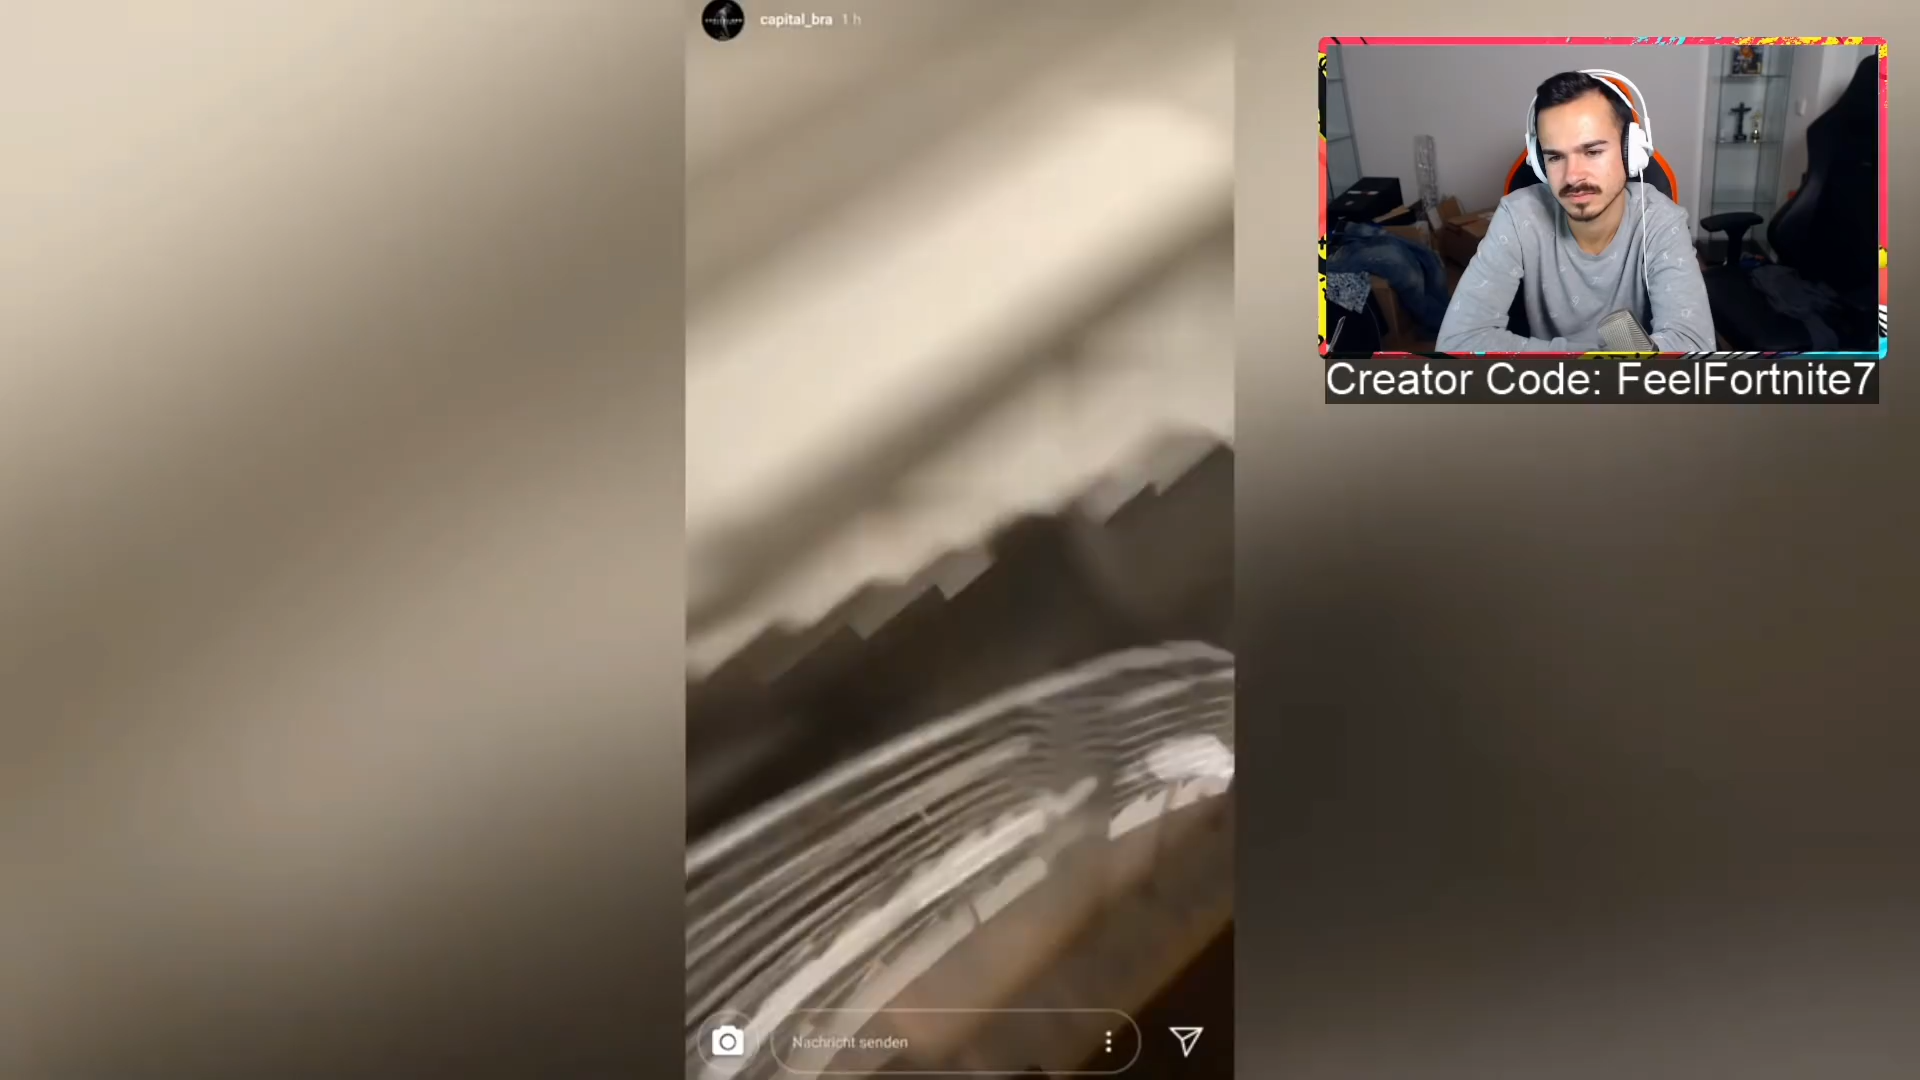 capital_bra 1 h
Creator Code: FeelFortnite7
Nachricht senden